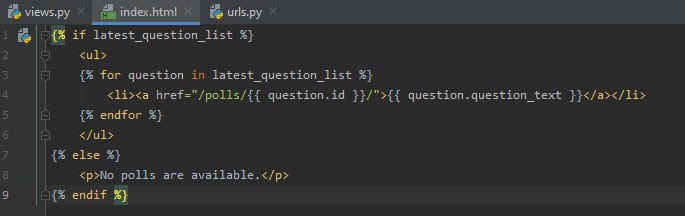 views.py index.html urls.py
1 {% if latest_question_list %}
2 <ul>
3 {% for question in latest_question_list %}
4 <li><a href="/polls/{{ question.id }}/">{{ question.question_text }}</a></li>
5 {% endfor %}
6 </ul>
7 {% else %}
8 <p>No polls are available.</p>
9 {% endif %}